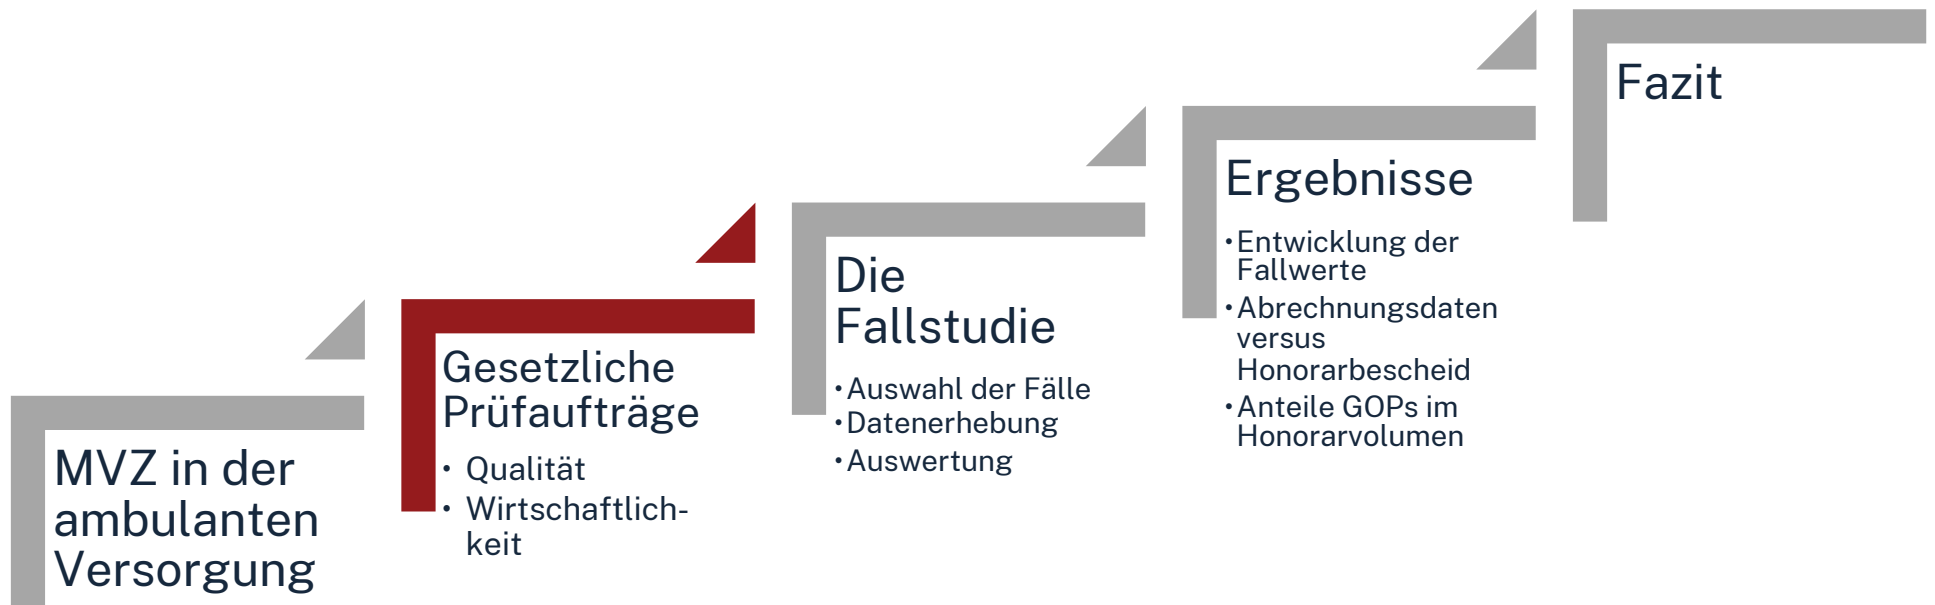 MVZ in der
ambulanten
Versorgung
Gesetzliche
Prüfaufträge
• Qualität
• Wirtschaftlich-
keit
Die
Fallstudie
• Auswahl der Fälle
• Datenerhebung
• Auswertung
Ergebnisse
• Entwicklung der
Fallwerte
• Abrechnungsdaten
versus
Honorarbescheid
• Anteile GOPs im
Honorarvolumen
Fazit